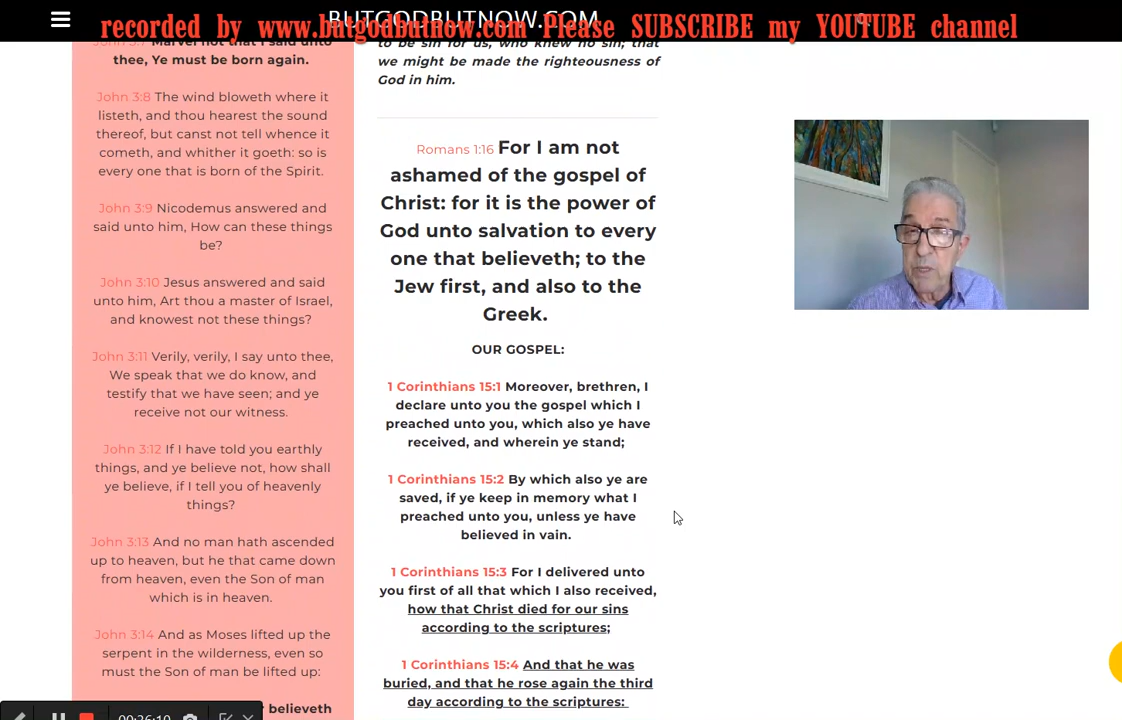 BUTGODBUTNOW.COM
recorded by www.butgodbutnow.com Please SUBSCRIBE my YOUTUBE channel
John 3:7 Marvel not that I said unto
thee, Ye must be born again.
John 3:8 The wind bloweth where it
listeth, and thou hearest the sound
thereof, but canst not tell whence it
cometh, and whither it goeth: so is
every one that is born of the Spirit.
John 3:9 Nicodemus answered and
said unto him, How can these things
be?
John 3:10 Jesus answered and said
unto him, Art thou a master of Israel,
and knowest not these things?
John 3:11 Verily, verily, I say unto thee,
We speak that we do know, and
testify that we have seen; and ye
receive not our witness.
John 3:12 If I have told you earthly
things, and ye believe not, how shall
ye believe, if I tell you of heavenly
things?
John 3:13 And no man hath ascended
up to heaven, but he that came down
from heaven, even the Son of man
which is in heaven.
John 3:14 And as Moses lifted up the
serpent in the wilderness, even so
must the Son of man be lifted up:
believeth
to be sin for us, who knew no sin; that
we might be made the righteousness of
God in him.
Romans 1:16 For I am not
ashamed of the gospel of
Christ: for it is the power of
God unto salvation to every
one that believeth; to the
Jew first, and also to the
Greek.
OUR GOSPEL:
1 Corinthians 15:1 Moreover, brethren, I
declare unto you the gospel which I
preached unto you, which also ye have
received, and wherein ye stand;
1 Corinthians 15:2 By which also ye are
saved, if ye keep in memory what I
preached unto you, unless ye have
believed in vain.
1 Corinthians 15:3 For I delivered unto
you first of all that which I also received,
how that Christ died for our sins
according to the scriptures;
1 Corinthians 15:4 And that he was
buried, and that he rose again the third
day according to the scriptures:
00:26:10